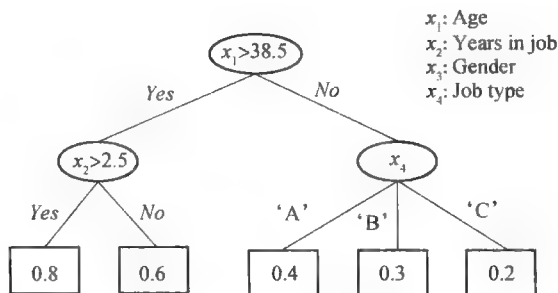 x₁: Age
x₂: Years in job
x₃: Gender
x₄: Job type
x₁>38.5
Yes No
x₂>2.5 x₄
Yes No 'A' 'B' 'C'
0.8 0.6 0.4 0.3 0.2